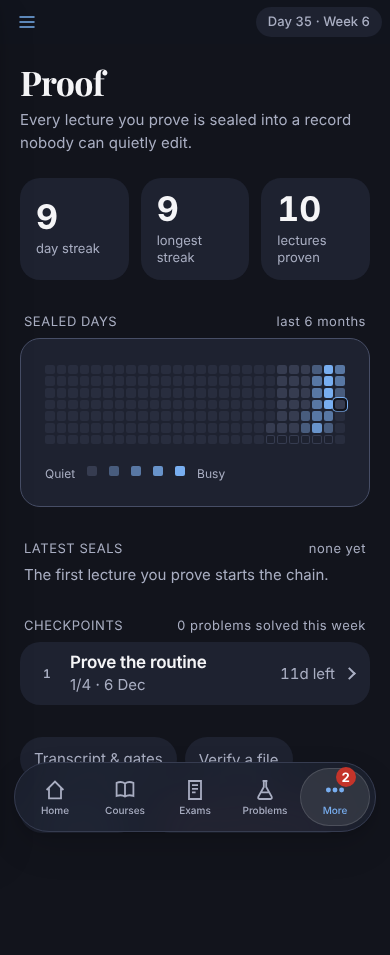 Day 35 · Week 6
Proof
Every lecture you prove is sealed into a record
nobody can quietly edit.
9
day streak
9
longest
streak
10
lectures
proven
SEALED DAYS
last 6 months
Quiet
Busy
LATEST SEALS
none yet
The first lecture you prove starts the chain.
CHECKPOINTS
0 problems solved this week
1
Prove the routine
1/4 · 6 Dec
11d left
Transcript & gates
Verify a file
2
Home
Courses
Exams
Problems
More